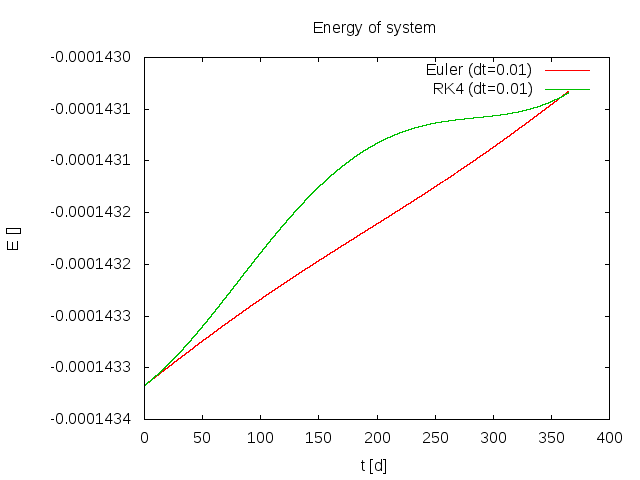 Energy of system
-0.0001430
-0.0001431
-0.0001431
-0.0001432
-0.0001432
-0.0001433
-0.0001433
-0.0001434
E []
Euler (dt=0.01)
RK4 (dt=0.01)
0 50 100 150 200 250 300 350 400
t [d]